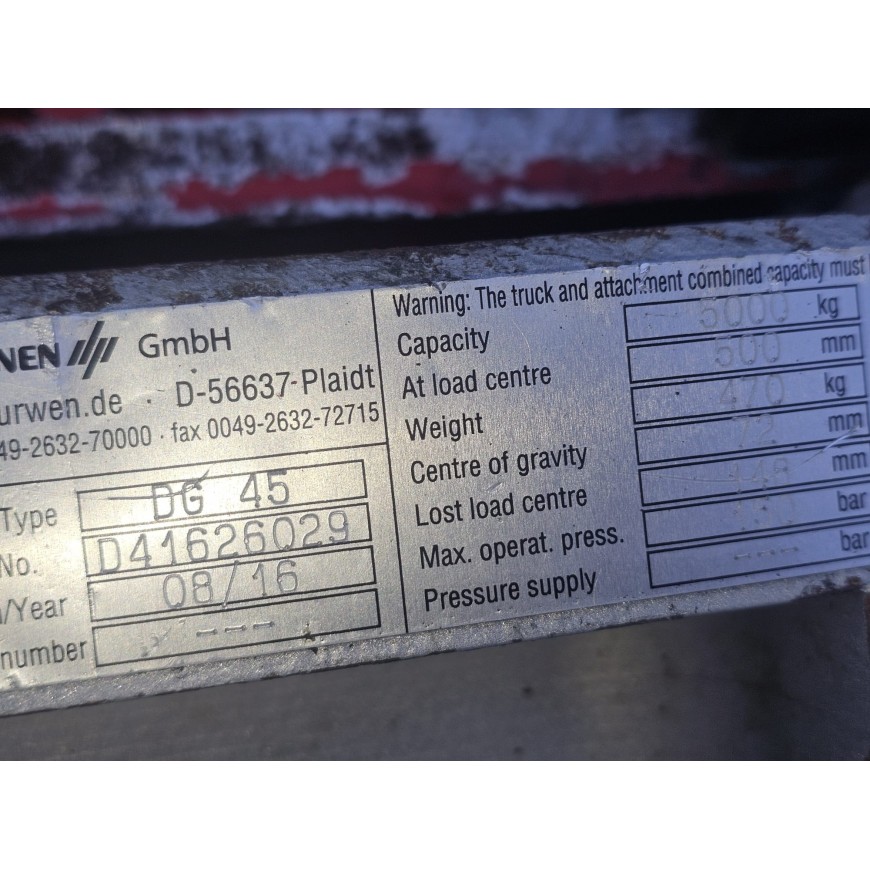 NEN GmbH
urwen.de · D-56637-Plaidt
49-2632-70000 · fax 0049-2632-72715
Type DG 45
No. D41626029
/Year 08/16
number ---
Warning: The truck and attachment combined capacity must
Capacity 5000 kg
At load centre 500 mm
Weight 470 kg
Centre of gravity 72 mm
Lost load centre 148 mm
Max. operat. press. bar
Pressure supply --- bar